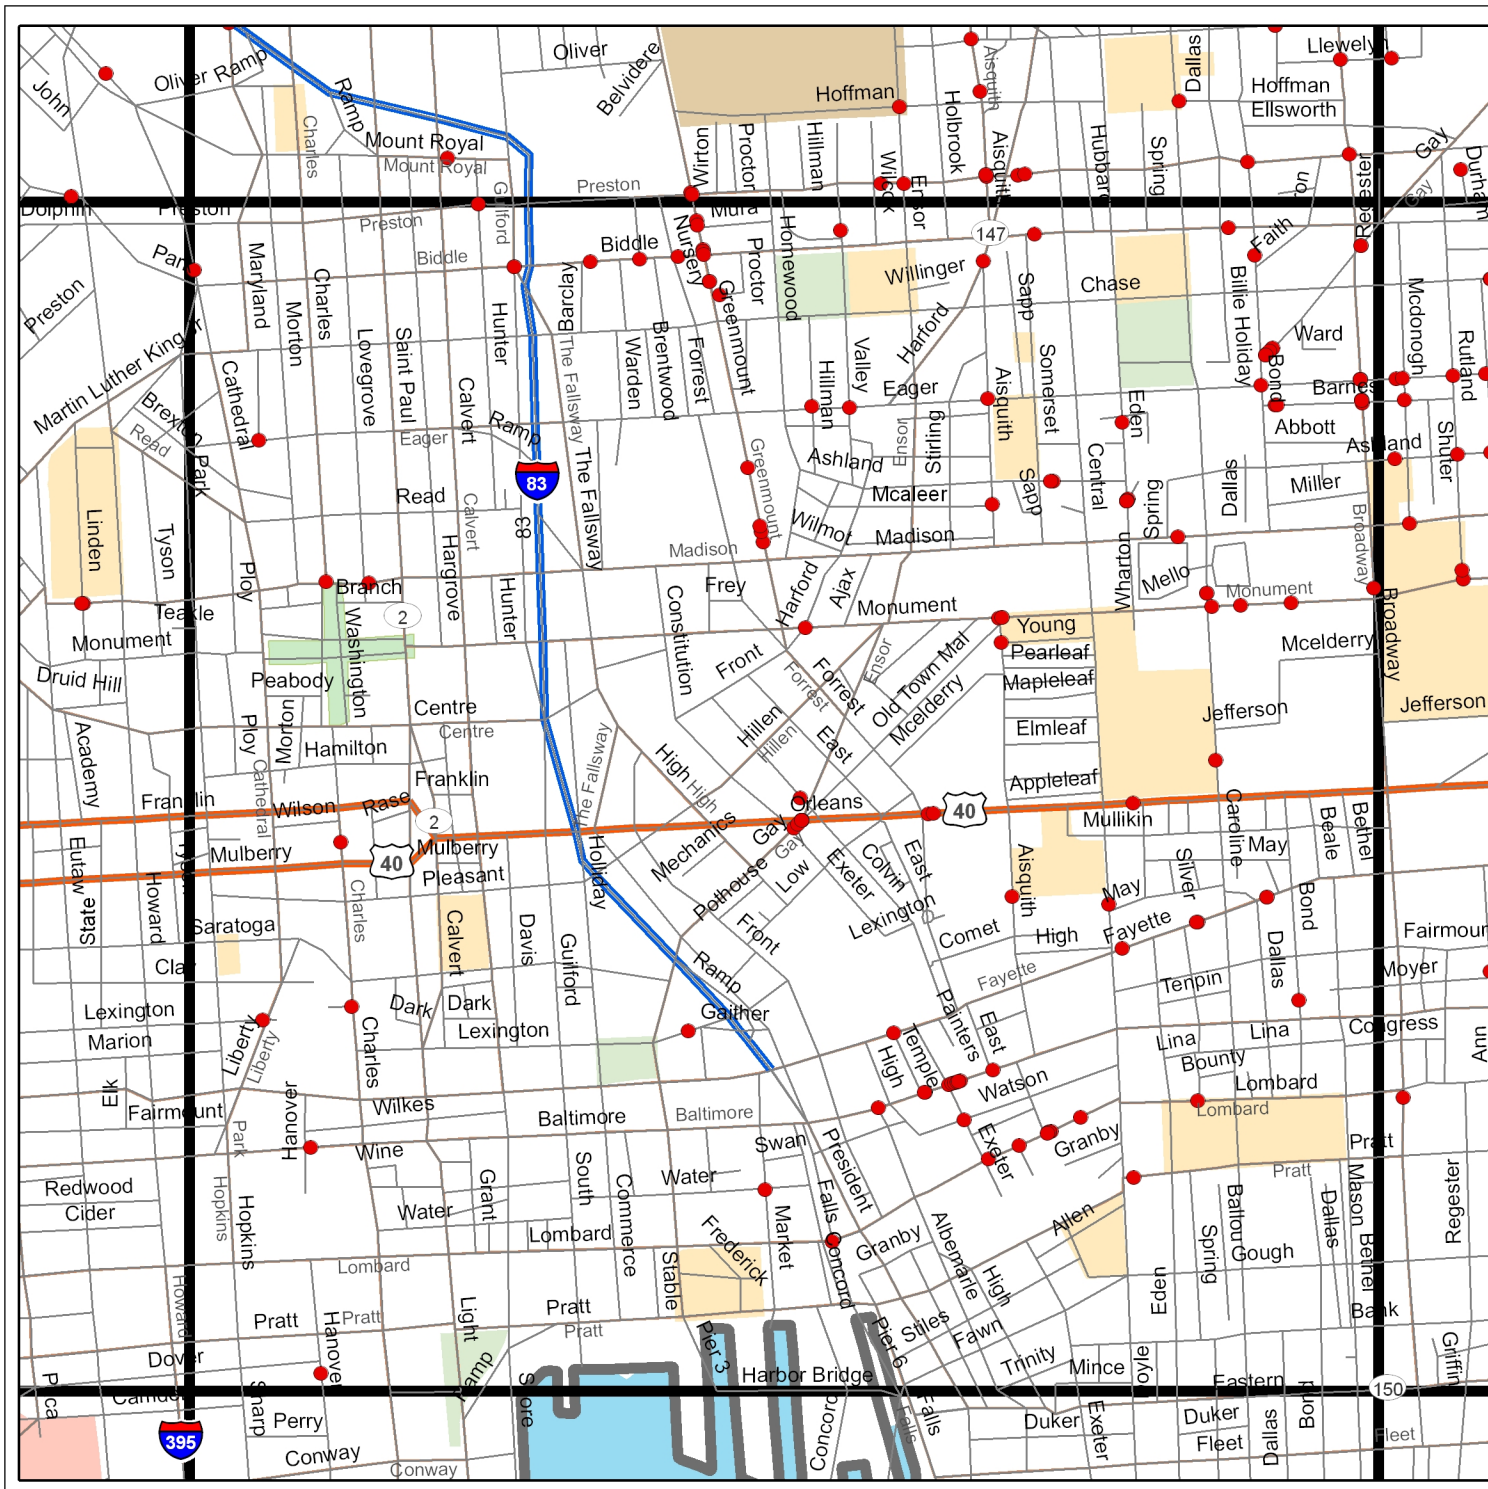 Oliver
Belvidere
Oliver Ramp
Ramp
John
Charles
Mount Royal
Mount Royal
Guilford
Hoffman
Holbrook
Aisquith
Aisquith
Dallas
Llewelyn
Hoffman
Ellsworth
Hubbard
Spring
Gay
Gay
Durham
Register
Wirton
Proctor
Hillman
Wilcox
Ensor
Dolphin
Preston
Preston
Preston
Mura
Park
Preston
Maryland
Morton
Charles
Biddle
Biddle
Hunter
Barclay
Nursery
Proctor
Homewood
Greenmount
147
Willinger
Harford
Sapp
Chase
Billie Holiday
Faith
Ward
Mcdonogh
Rutland
Martin Luther King Jr
Cathedral
Lovegrove
Saint Paul
Calvert
The Fallsway
Warden
Brentwood
Forrest
Hillman
Valley
Eager
Aisquith
Somerset
Eden
Bond
Barnes
Abbott
Ashland
Shuter
Brexton
Read
Park
Eager
Ramp
83
Read
Calvert
83
The Fallsway
Greenmount
Ashland
Ensor
Spring
Mcaleer
Wilmot
Madison
Madison
Sapp
Central
Spring
Dallas
Miller
Broadway
Linden
Tyson
Ploy
Branch
Hargrove
Hunter
Constitution
Frey
Harford
Ajax
Monument
Wharton
Mello
Monument
Broadway
Teakle
Monument
Druid Hill
Peabody
Washington
2
Front
Forrest
Forrest
Ensor
Old Town Mal
Mcelderry
Young
Pearleaf
Mapleleaf
Elmleaf
Appleleaf
Mcelderry
Jefferson
Jefferson
Academy
Ploy
Morton
Centre
Centre
Hamilton
Franklin
Cathedral
The Fallsway
High
High
Hillen
Hillen
East
Franklin
Wilson
Rase
2
Orleans
40
Mullikin
Caroline
Beale
Bethel
Eutaw
State
Howard
Mulberry
40
Mulberry
Pleasant
Holliday
Mechanics
Gay
Gay
Low
Pothouse
Exeter
Colvin
East
Lexington
Aisquith
May
May
Silver
Bond
Saratoga
Clay
Charles
Calvert
Davis
Guilford
Front
Ramp
Comet
High
Fayette
Fayette
Dallas
Fairmount
Moyer
Tenpin
Lexington
Marion
Liberty
Liberty
Charles
Dark
Dark
Lexington
Gaither
Painters
East
Temple
High
Watson
Lina
Lina
Bounty
Congress
Ann
Elk
Fairmount
Park
Hanover
Wilkes
Wine
Baltimore
Baltimore
Swan
President
Exeter
Granby
Lombard
Lombard
Pratt
Pratt
Redwood
Cider
Hopkins
Hopkins
Water
Grant
South
Commerce
Water
Lombard
Lombard
Frederick
Stable
Market
Falls
Concord
Granby
Albemarle
High
Allen
Eden
Spring
Ballou
Gough
Dallas
Mason
Bethel
Regester
Bank
Howard
Pratt
Pratt
Hanover
Light
Pratt
Pratt
Pier 3
Pier 6
Stiles
Fawn
Trinity
Mince
Griffin
Dover
Camden
Ramp
Harbor Bridge
Eastern
150
Pica
395
Sharp
Perry
Conway
Conway
Shore
Concord
Falls
Falls
Duker
Exeter
Duker
Fleet
Dallas
Bond
Fleet